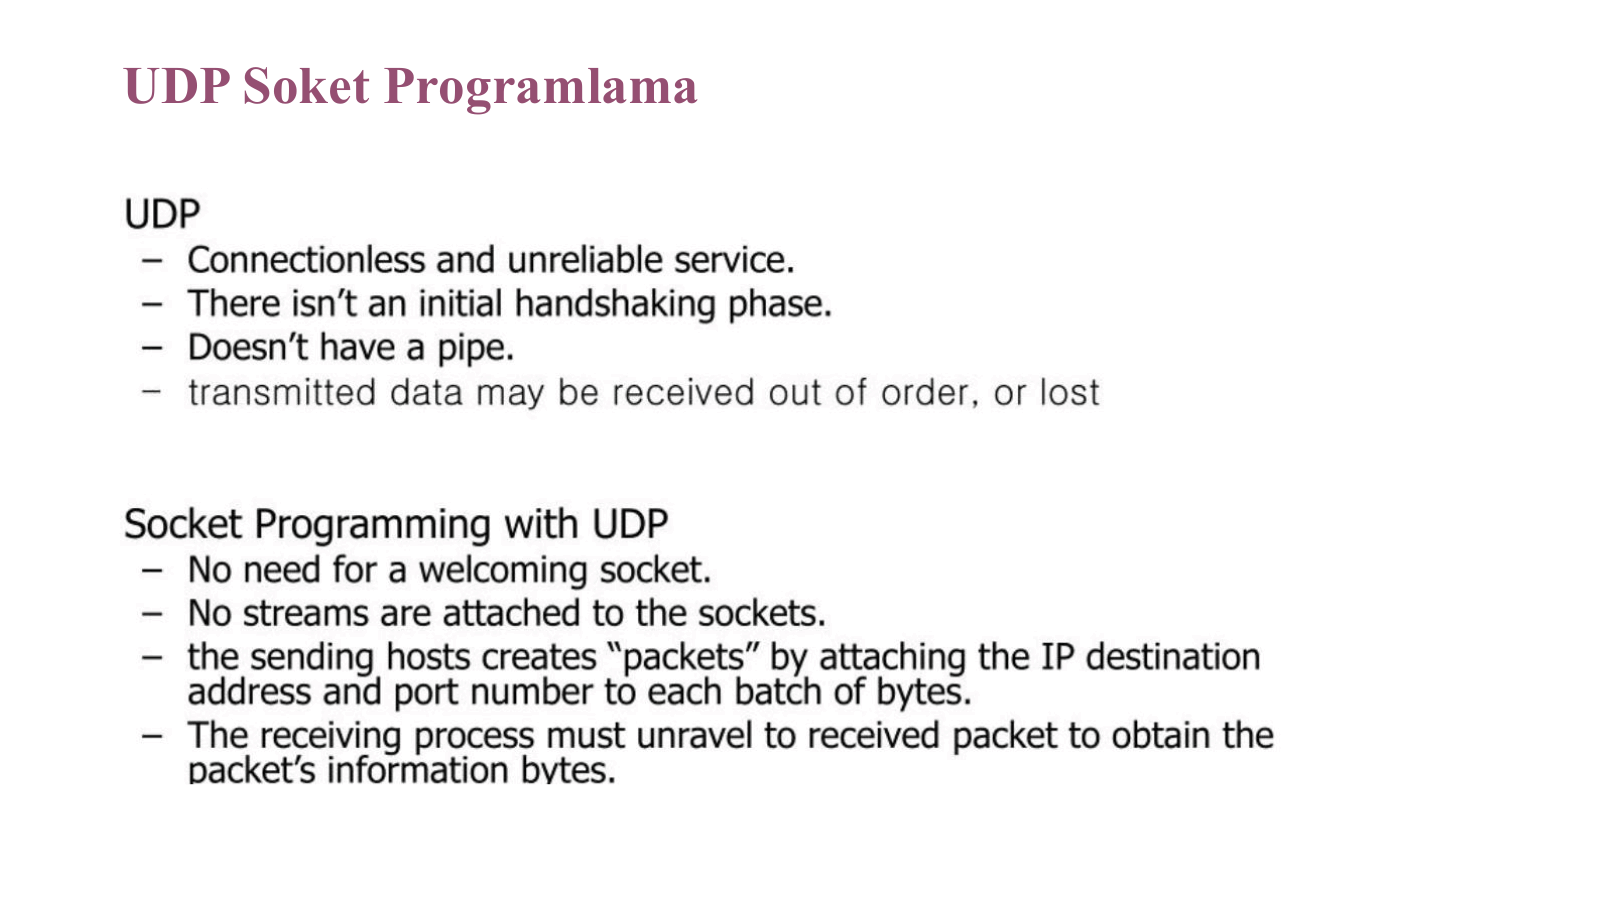 UDP Soket Programlama
UDP
– Connectionless and unreliable service.
– There isn’t an initial handshaking phase.
– Doesn’t have a pipe.
– transmitted data may be received out of order, or lost
Socket Programming with UDP
– No need for a welcoming socket.
– No streams are attached to the sockets.
– the sending hosts creates “packets” by attaching the IP destination
address and port number to each batch of bytes.
– The receiving process must unravel to received packet to obtain the
packet’s information bytes.